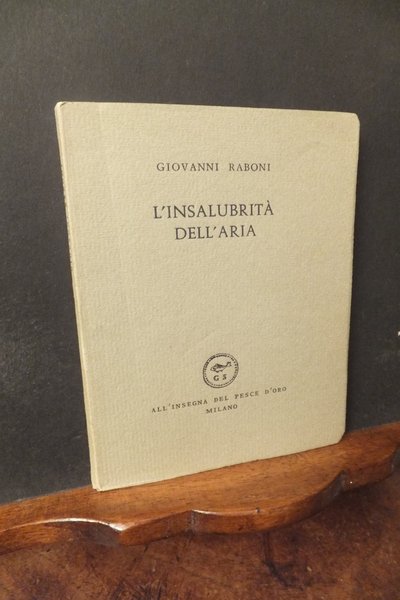 GIOVANNI RABONI
L'INSALUBRITÀ
DELL'ARIA
G S
ALL'INSEGNA DEL PESCE D'ORO
MILANO